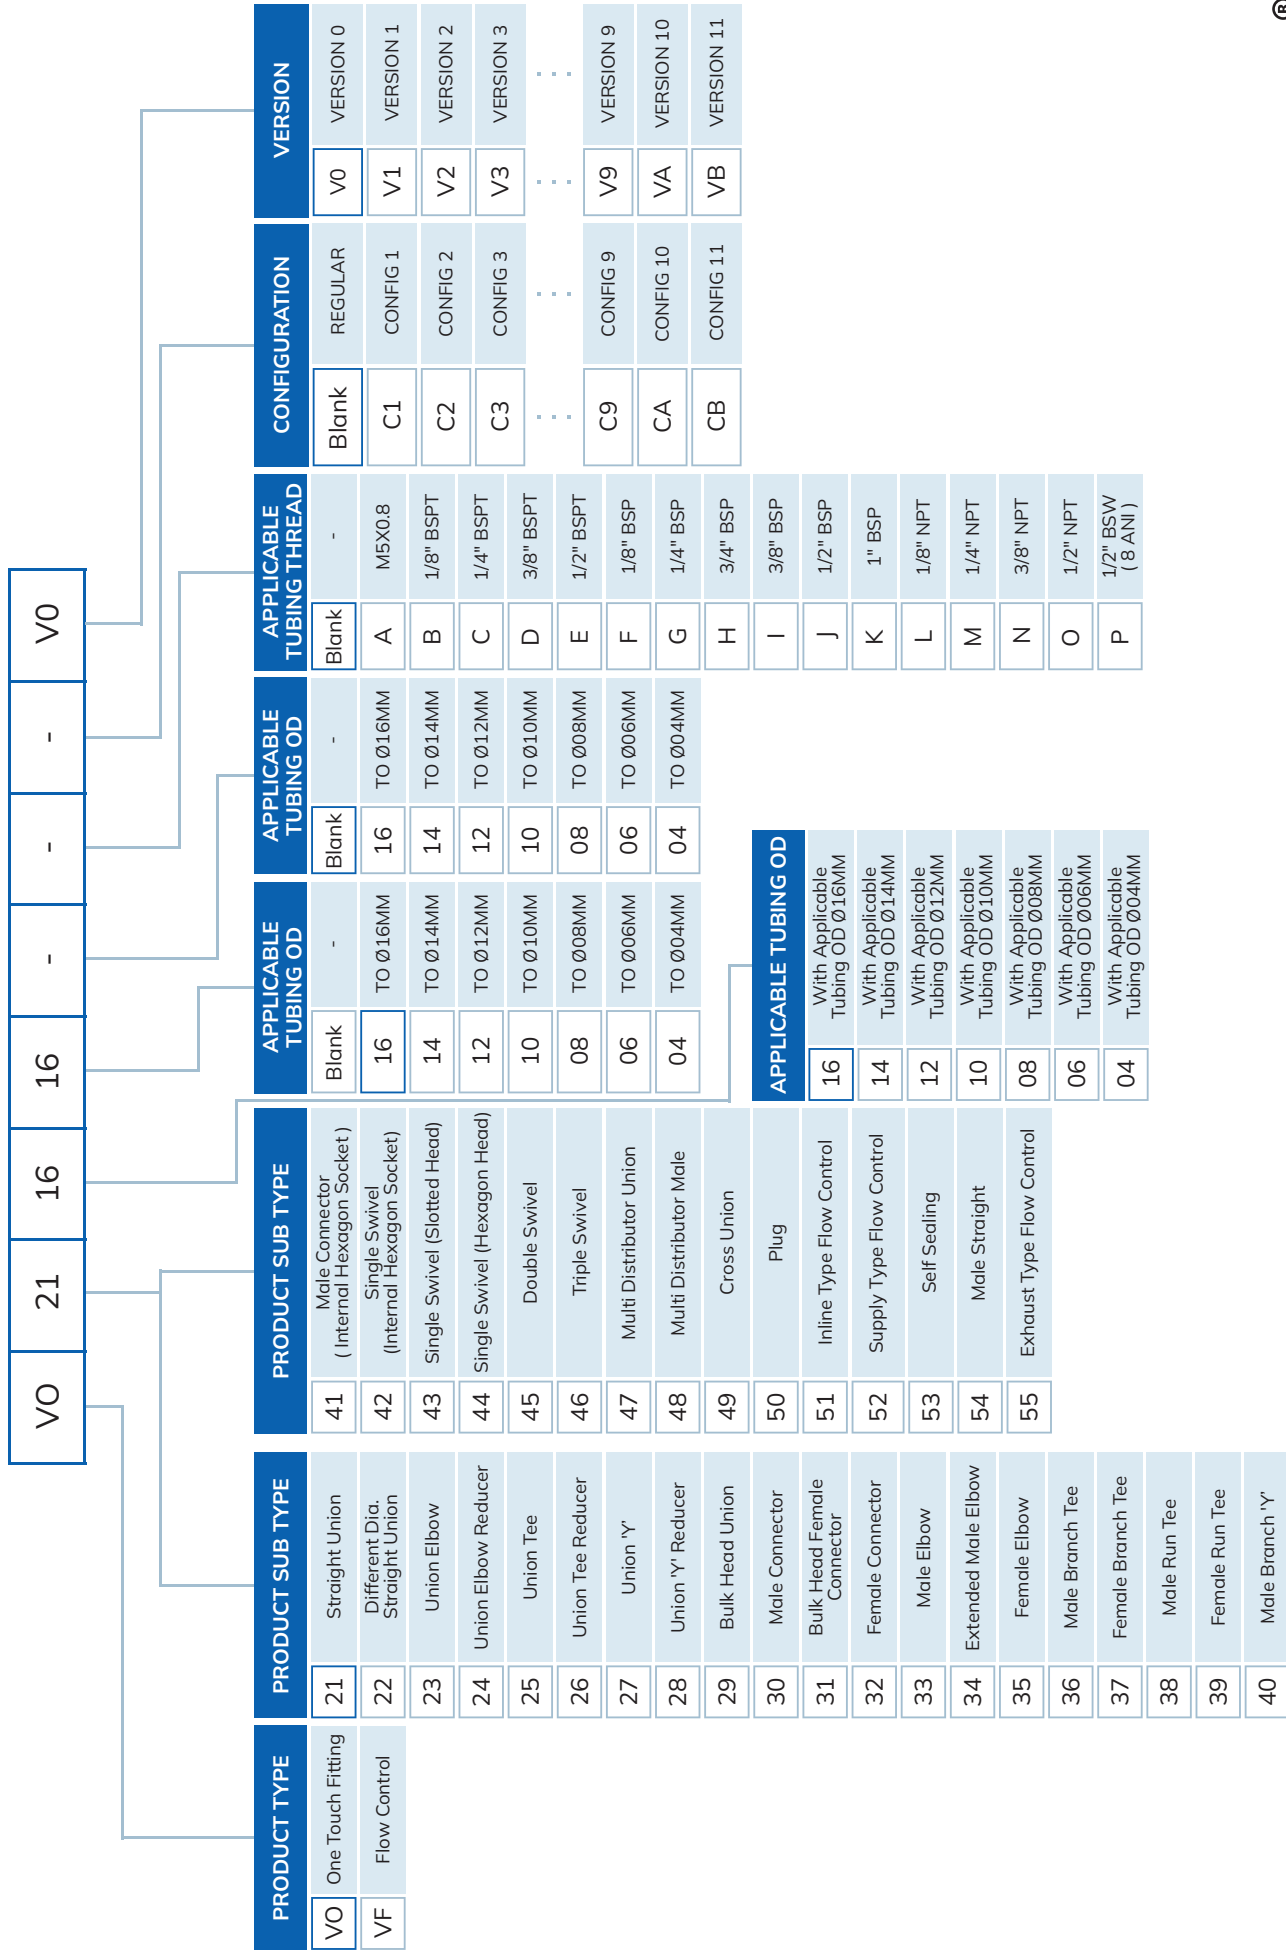 VO
21
16
16
-
-
-
V0
PRODUCT TYPE
VO
One Touch Fitting
VF
Flow Control
PRODUCT SUB TYPE
21
Straight Union
22
Different Dia.
Straight Union
23
Union Elbow
24
Union Elbow Reducer
25
Union Tee
26
Union Tee Reducer
27
Union 'Y'
28
Union 'Y' Reducer
29
Bulk Head Union
30
Male Connector
31
Bulk Head Female
Connector
32
Female Connector
33
Male Elbow
34
Extended Male Elbow
35
Female Elbow
36
Male Branch Tee
37
Female Branch Tee
38
Male Run Tee
39
Female Run Tee
40
Male Branch 'Y'
PRODUCT SUB TYPE
41
Male Connector
( Internal Hexagon Socket )
42
Single Swivel
(Internal Hexagon Socket)
43
Single Swivel (Slotted Head)
44
Single Swivel (Hexagon Head)
45
Double Swivel
46
Triple Swivel
47
Multi Distributor Union
48
Multi Distributor Male
49
Cross Union
50
Plug
51
Inline Type Flow Control
52
Supply Type Flow Control
53
Self Sealing
54
Male Straight
55
Exhaust Type Flow Control
APPLICABLE TUBING OD
16
With Applicable
Tubing OD Ø16MM
14
With Applicable
Tubing OD Ø14MM
12
With Applicable
Tubing OD Ø12MM
10
With Applicable
Tubing OD Ø10MM
08
With Applicable
Tubing OD Ø08MM
06
With Applicable
Tubing OD Ø06MM
04
With Applicable
Tubing OD Ø04MM
APPLICABLE
TUBING OD
Blank
-
16
TO Ø16MM
14
TO Ø14MM
12
TO Ø12MM
10
TO Ø10MM
08
TO Ø08MM
06
TO Ø06MM
04
TO Ø04MM
APPLICABLE
TUBING OD
Blank
-
16
TO Ø16MM
14
TO Ø14MM
12
TO Ø12MM
10
TO Ø10MM
08
TO Ø08MM
06
TO Ø06MM
04
TO Ø04MM
APPLICABLE
TUBING THREAD
Blank
-
A
M5X0.8
B
1/8" BSPT
C
1/4" BSPT
D
3/8" BSPT
E
1/2" BSPT
F
1/8" BSP
G
1/4" BSP
H
3/4" BSP
I
3/8" BSP
J
1/2" BSP
K
1" BSP
L
1/8" NPT
M
1/4" NPT
N
3/8" NPT
O
1/2" NPT
P
1/2" BSW
( 8 ANI )
CONFIGURATION
Blank
REGULAR
C1
CONFIG 1
C2
CONFIG 2
C3
CONFIG 3
...
...
C9
CONFIG 9
CA
CONFIG 10
CB
CONFIG 11
VERSION
V0
VERSION 0
V1
VERSION 1
V2
VERSION 2
V3
VERSION 3
...
...
V9
VERSION 9
VA
VERSION 10
VB
VERSION 11
®